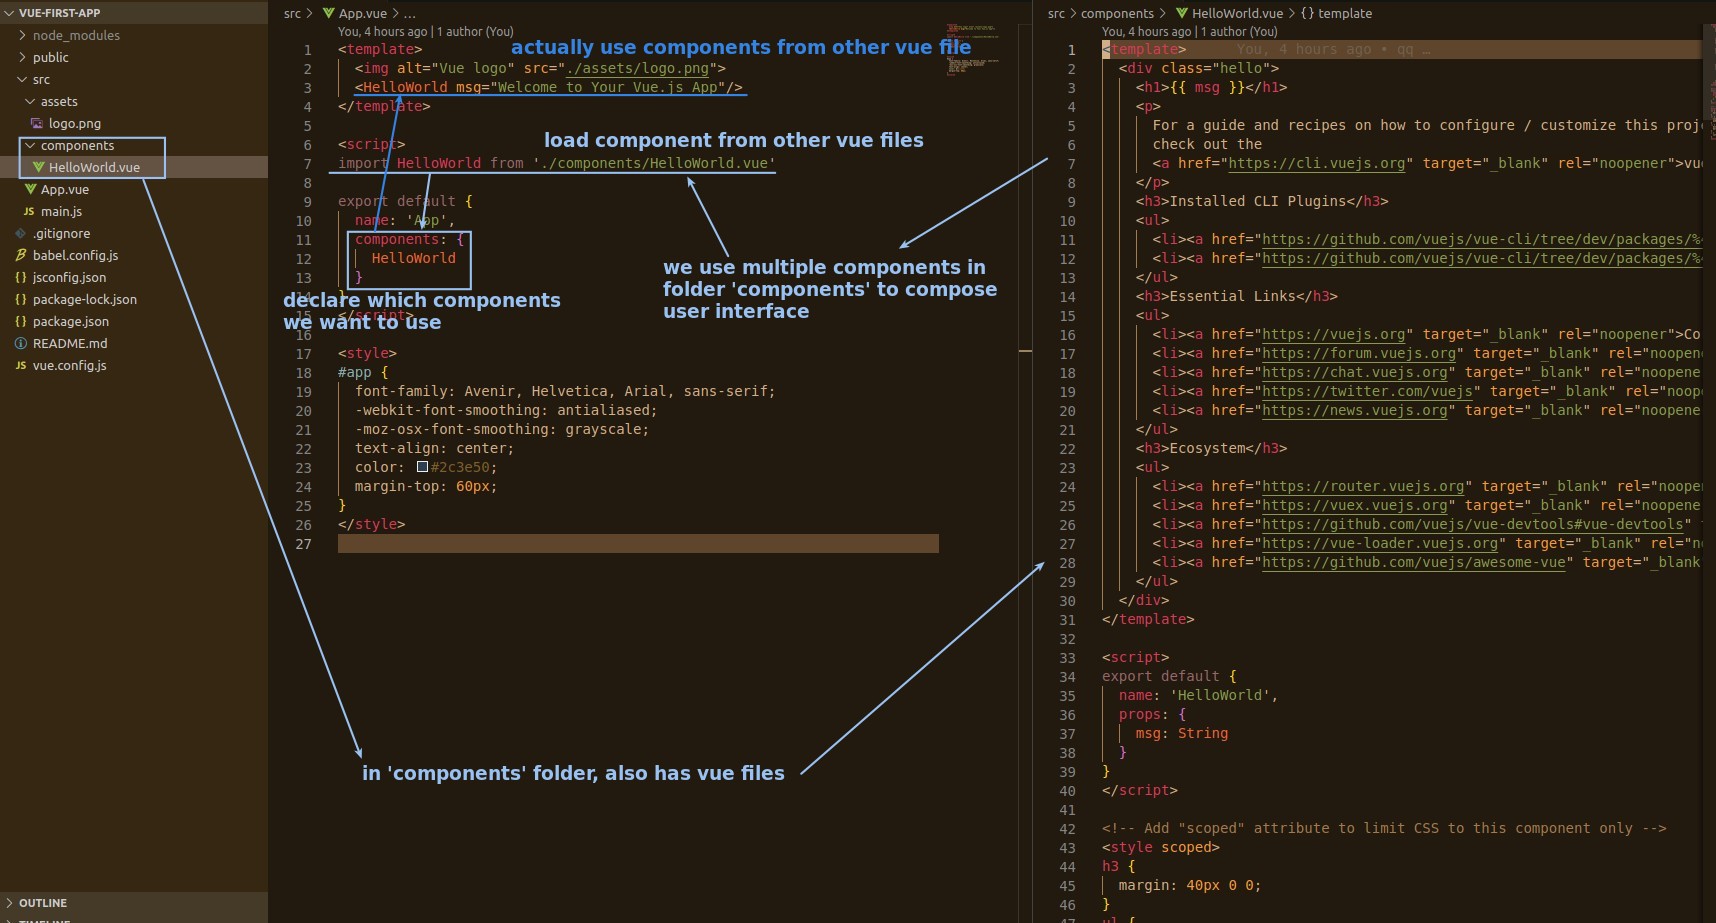 VUE-FIRST-APP
node_modules
public
src
assets
logo.png
components
HelloWorld.vue
App.vue
main.js
.gitignore
babel.config.js
jsconfig.json
package-lock.json
package.json
README.md
vue.config.js
OUTLINE
TIMELINE
src > App.vue > ...
You, 4 hours ago | 1 author (You)
1 <template>
actually use components from other vue file
2 <img alt="Vue logo" src="./assets/logo.png">
3 <HelloWorld msg="Welcome to Your Vue.js App"/>
4 </template>
5
load component from other vue files
6 <script>
7 import HelloWorld from './components/HelloWorld.vue'
8
9 export default {
10 name: 'App',
11 components: {
12 HelloWorld
13 }
14 }
declare which components
we want to use
we use multiple components in
folder 'components' to compose
user interface
15 </script>
16
17 <style>
18 #app {
19 font-family: Avenir, Helvetica, Arial, sans-serif;
20 -webkit-font-smoothing: antialiased;
21 -moz-osx-font-smoothing: grayscale;
22 text-align: center;
23 color: #2c3e50;
24 margin-top: 60px;
25 }
26 </style>
27
in 'components' folder, also has vue files
src > components > HelloWorld.vue > {} template
You, 4 hours ago | 1 author (You)
1 <template> You, 4 hours ago • qq …
2 <div class="hello">
3 <h1>{{ msg }}</h1>
4 <p>
5 For a guide and recipes on how to configure / customize this proj
6 check out the
7 <a href="https://cli.vuejs.org" target="_blank" rel="noopener">vu
8 </p>
9 <h3>Installed CLI Plugins</h3>
10 <ul>
11 <li><a href="https://github.com/vuejs/vue-cli/tree/dev/packages/%
12 <li><a href="https://github.com/vuejs/vue-cli/tree/dev/packages/%
13 </ul>
14 <h3>Essential Links</h3>
15 <ul>
16 <li><a href="https://vuejs.org" target="_blank" rel="noopener">Co
17 <li><a href="https://forum.vuejs.org" target="_blank" rel="noopen
18 <li><a href="https://chat.vuejs.org" target="_blank" rel="noopene
19 <li><a href="https://twitter.com/vuejs" target="_blank" rel="noop
20 <li><a href="https://news.vuejs.org" target="_blank" rel="noopene
21 </ul>
22 <h3>Ecosystem</h3>
23 <ul>
24 <li><a href="https://router.vuejs.org" target="_blank" rel="noope
25 <li><a href="https://vuex.vuejs.org" target="_blank" rel="noopene
26 <li><a href="https://github.com/vuejs/vue-devtools#vue-devtools"
27 <li><a href="https://vue-loader.vuejs.org" target="_blank" rel="n
28 <li><a href="https://github.com/vuejs/awesome-vue" target="_blank
29 </ul>
30 </div>
31 </template>
32
33 <script>
34 export default {
35 name: 'HelloWorld',
36 props: {
37 msg: String
38 }
39 }
40 </script>
41
42 <!-- Add "scoped" attribute to limit CSS to this component only -->
43 <style scoped>
44 h3 {
45 margin: 40px 0 0;
46 }
47 ul {